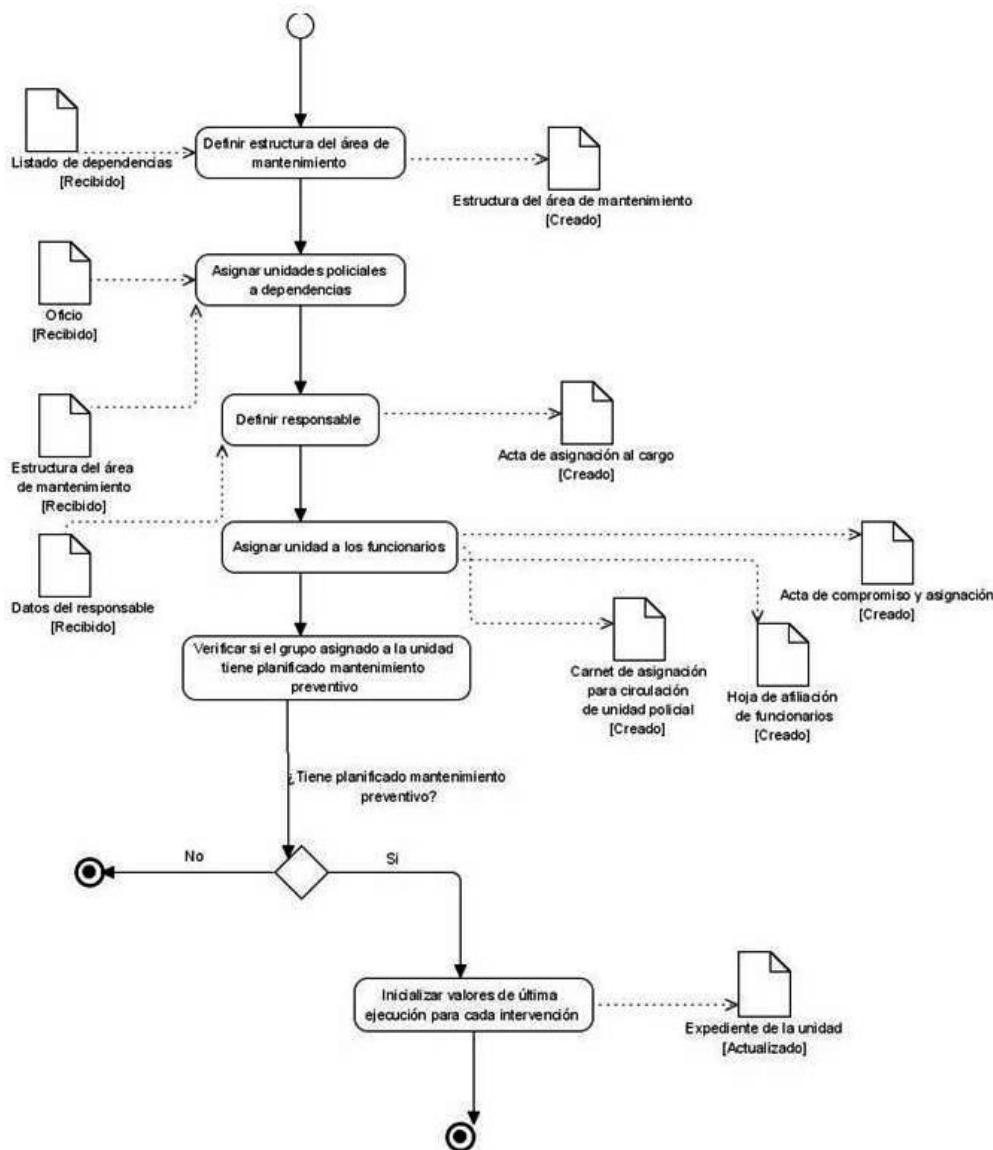 Definir estructura del área de
mantenimiento
Listado de dependencias
[Recibido]
Estructura del área de mantenimiento
[Creado]
Asignar unidades policiales
a dependencias
Oficio
[Recibido]
Definir responsable
Estructura del área
de mantenimiento
[Recibido]
Acta de asignación al cargo
[Creado]
Asignar unidad a los funcionarios
Datos del responsable
[Recibido]
Acta de compromiso y asignación
[Creado]
Verificar si el grupo asignado a la unidad
tiene planificado mantenimiento
preventivo
Carnet de asignación
para circulación
de unidad policial
[Creado]
Hoja de afiliación
de funcionarios
[Creado]
¿Tiene planificado mantenimiento
preventivo?
No
Si
Inicializar valores de última
ejecución para cada intervención
Expediente de la unidad
[Actualizado]